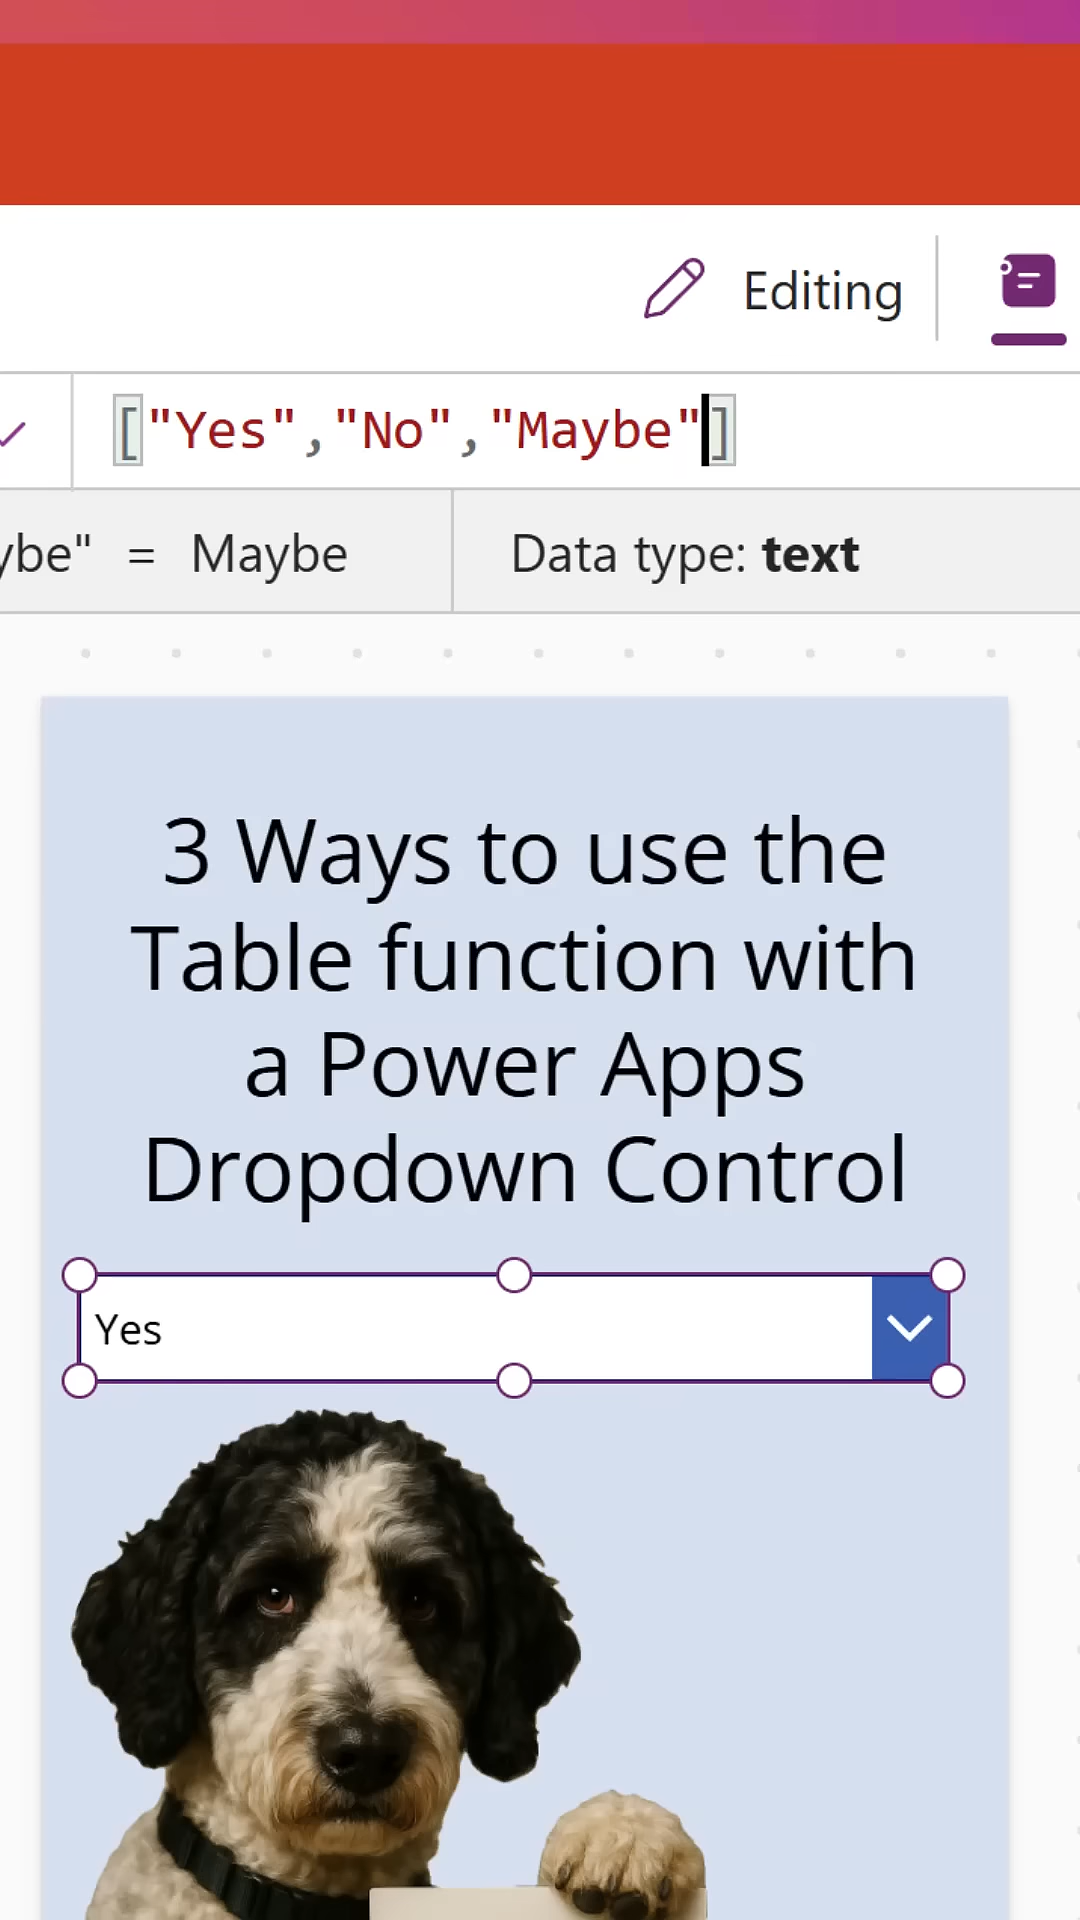 Editing
["Yes","No","Maybe"]
ybe" = Maybe
Data type: text
3 Ways to use the
Table function with
a Power Apps
Dropdown Control
Yes